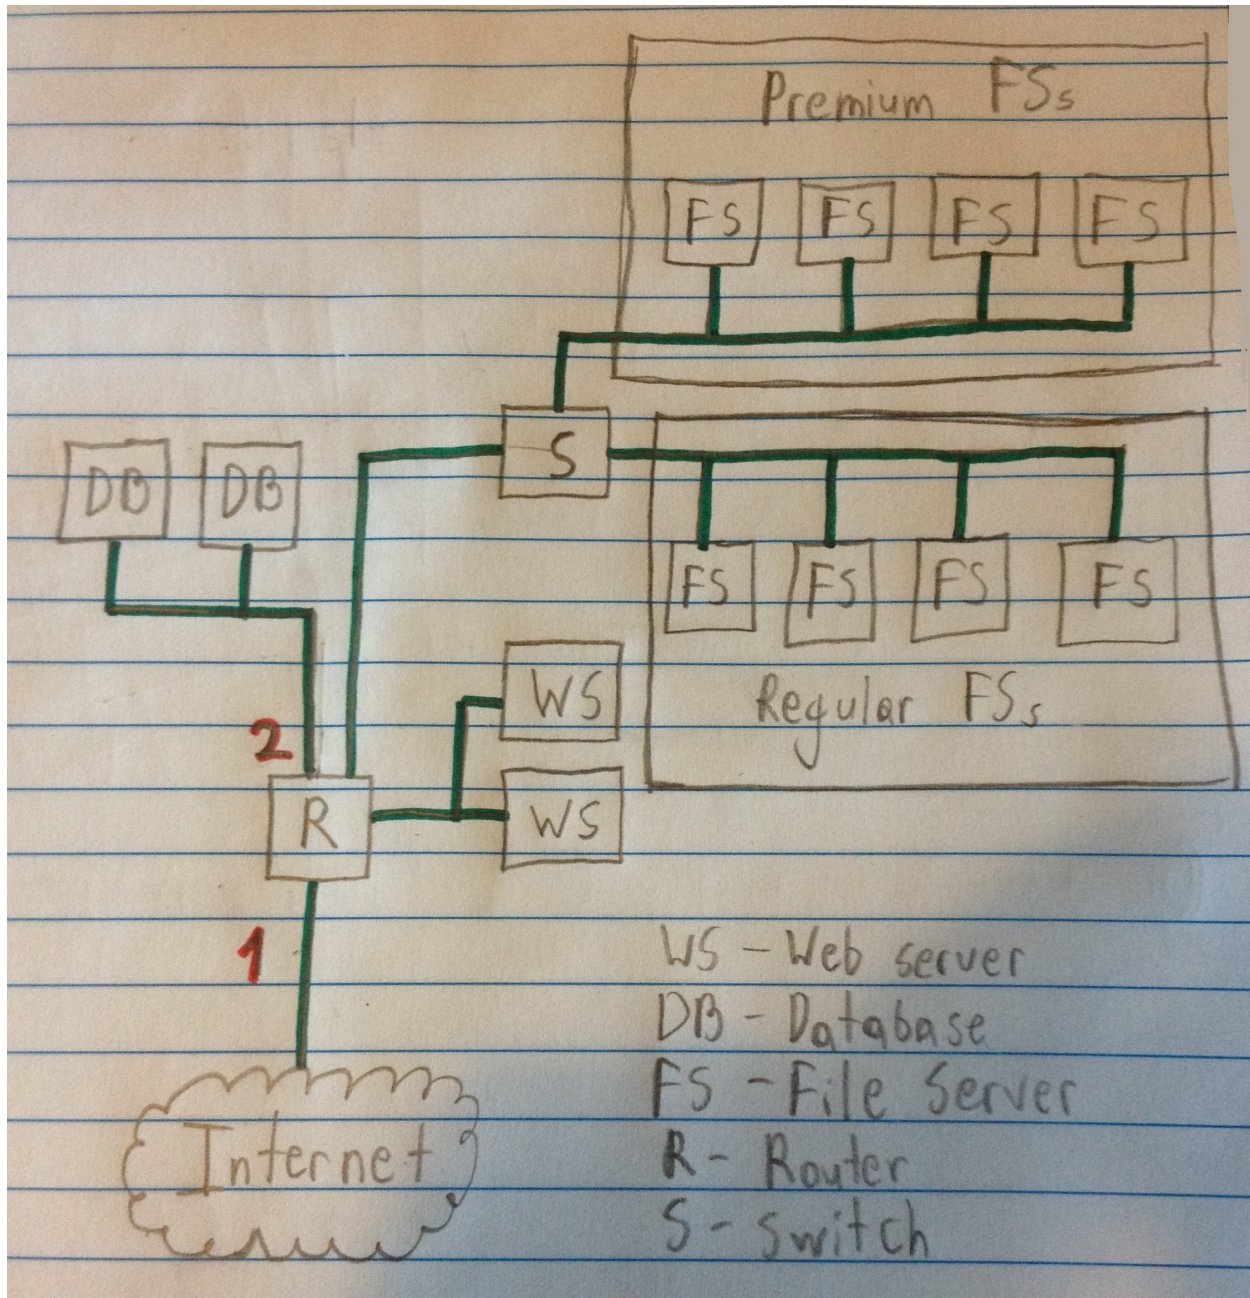 Premium FSs
FS FS FS FS
S
DB DB
FS FS FS FS
WS
Regular FSs
2
R
WS
1
WS - Web server
DB - Database
FS - File Server
Internet
R - Router
S - Switch